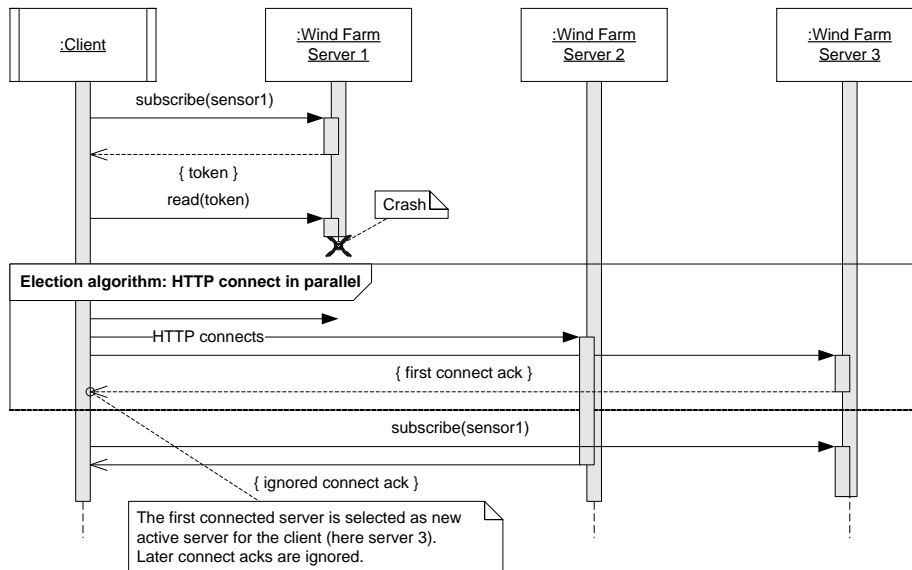 :Client
:Wind Farm
Server 1
:Wind Farm
Server 2
:Wind Farm
Server 3
subscribe(sensor1)
{ token }
read(token)
Crash
Election algorithm: HTTP connect in parallel
HTTP connects
{ first connect ack }
subscribe(sensor1)
{ ignored connect ack }
The first connected server is selected as new
active server for the client (here server 3).
Later connect acks are ignored.